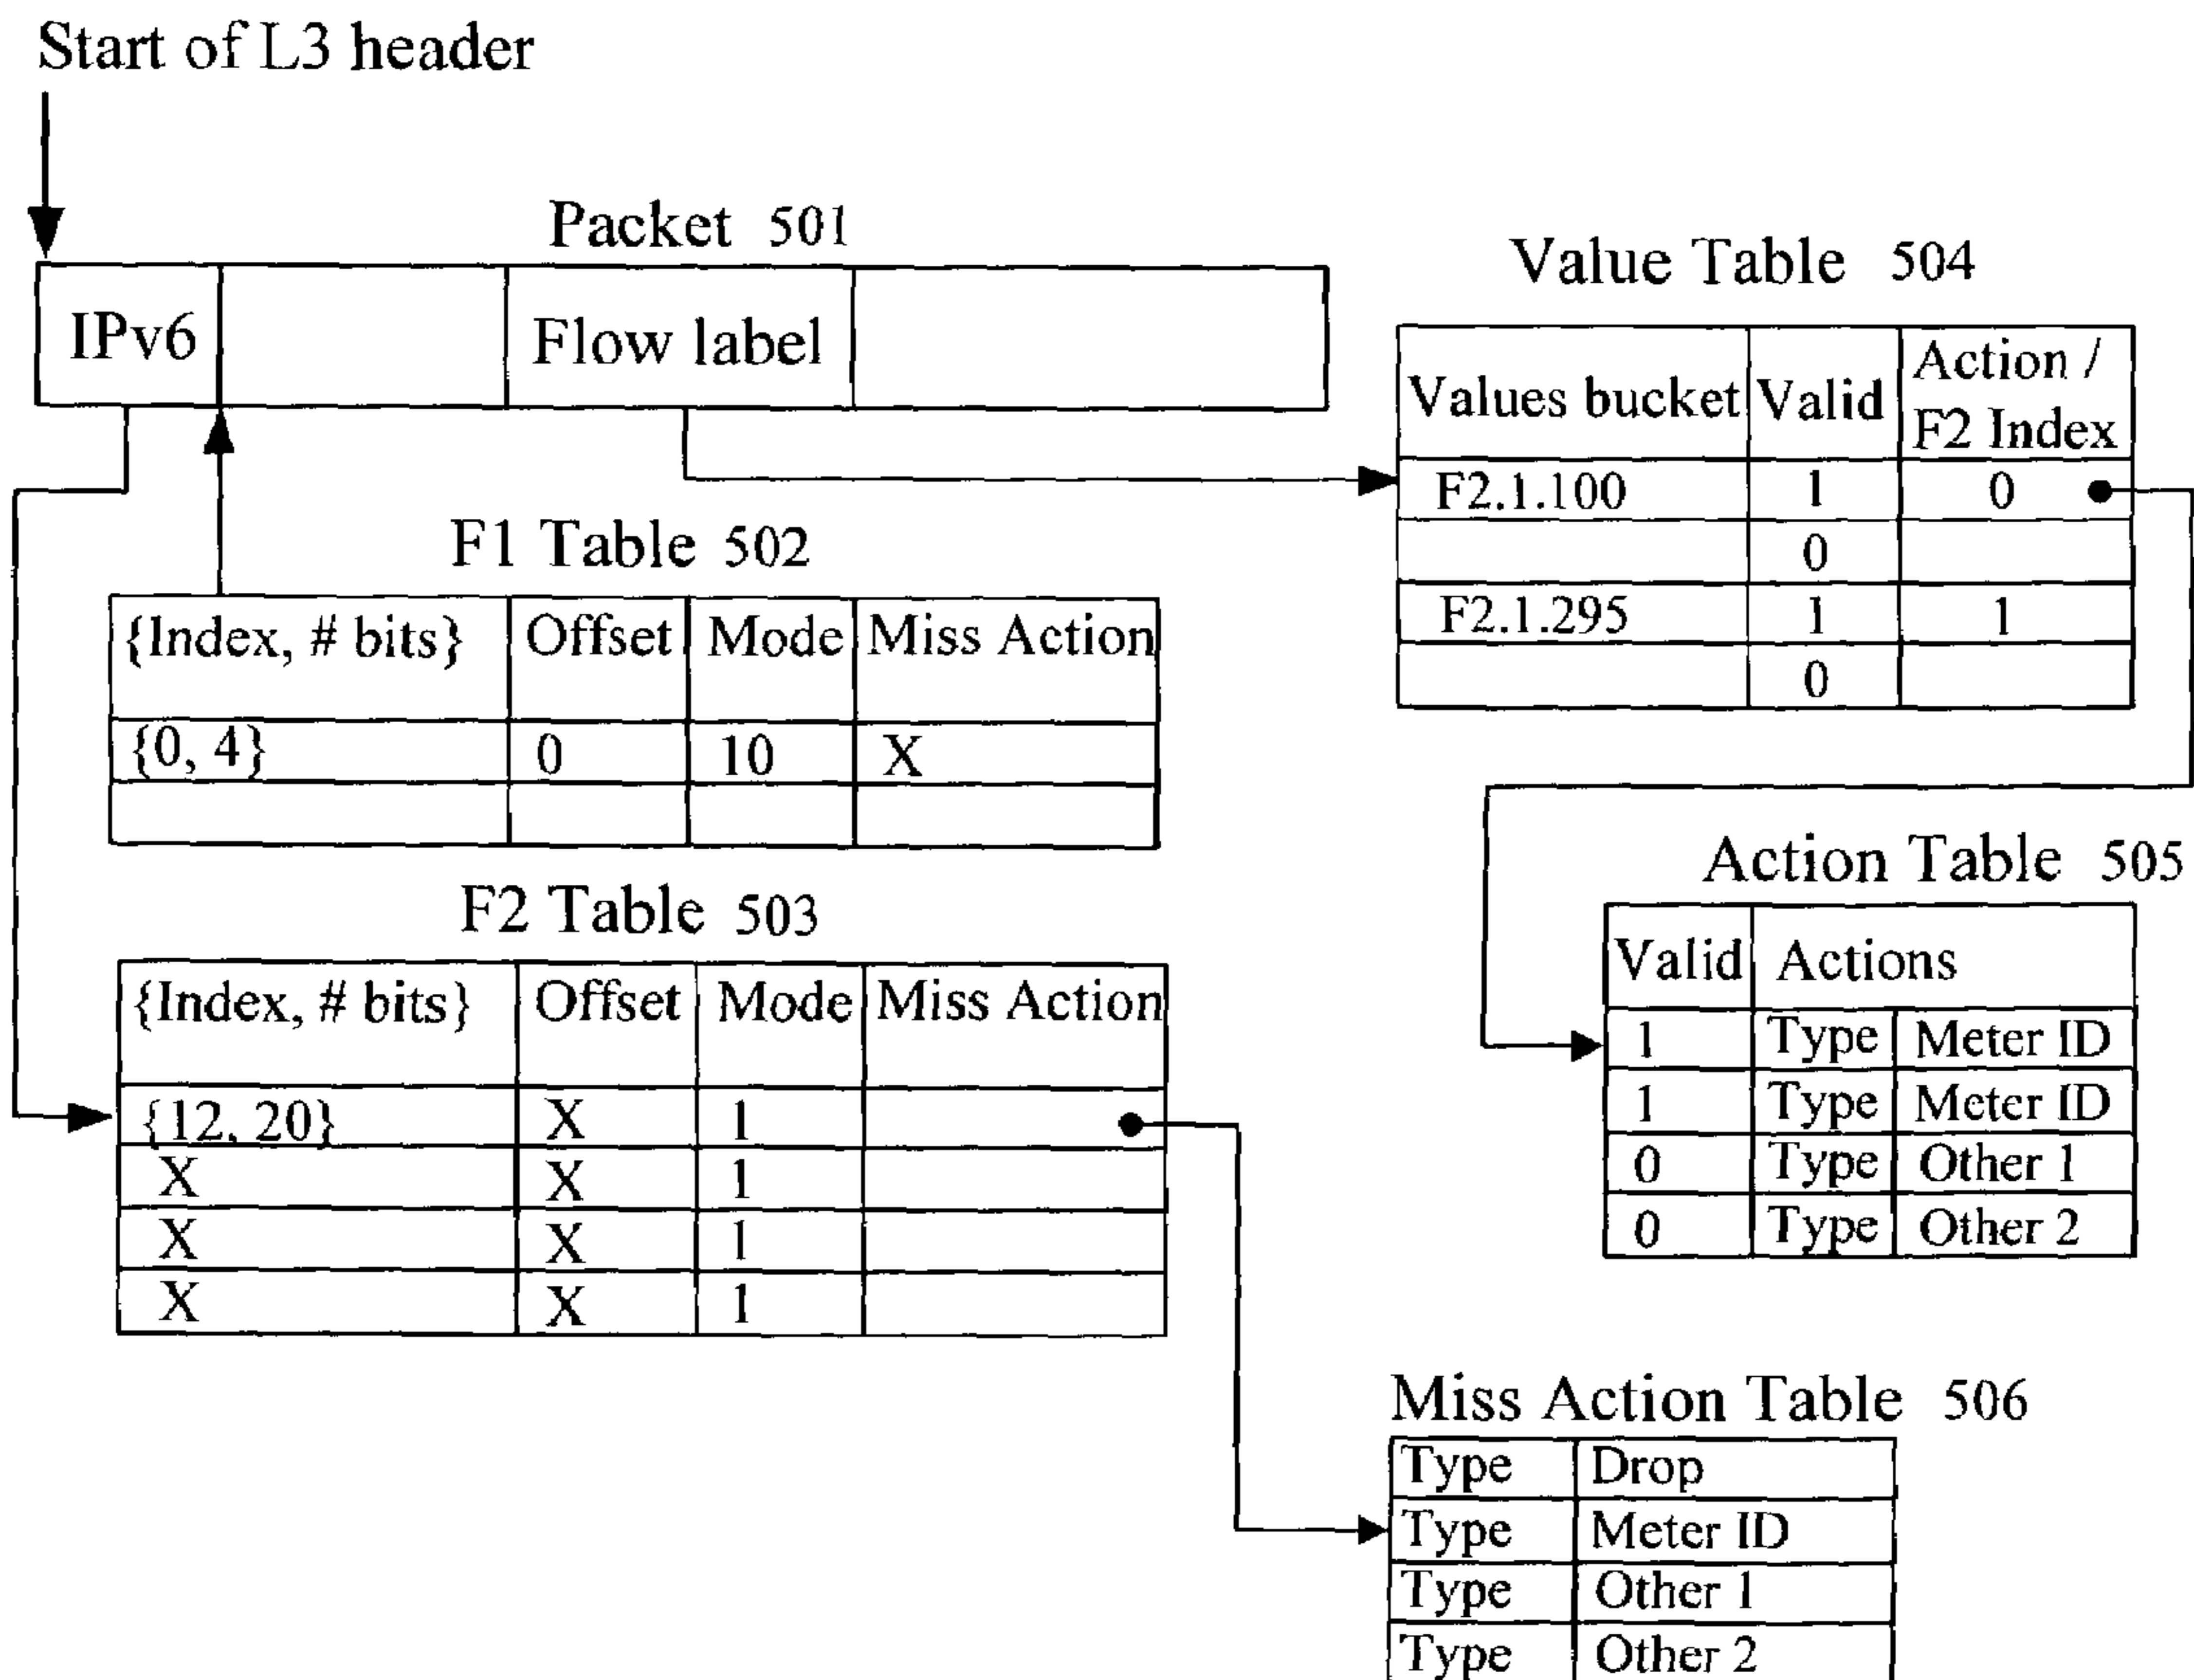 Start of L3 header
Packet 501
IPv6
Flow label
F1 Table 502
{Index, # bits} Offset Mode Miss Action
{0, 4} 0 10 X
F2 Table 503
{Index, # bits} Offset Mode Miss Action
{12, 20} X 1
X X 1
X X 1
X X 1
Value Table 504
Values bucket Valid Action /
F2 Index
F2.1.100 1 0
0
F2.1.295 1 1
0
Action Table 505
Valid Actions
1 Type Meter ID
1 Type Meter ID
0 Type Other 1
0 Type Other 2
Miss Action Table 506
Type Drop
Type Meter ID
Type Other 1
Type Other 2